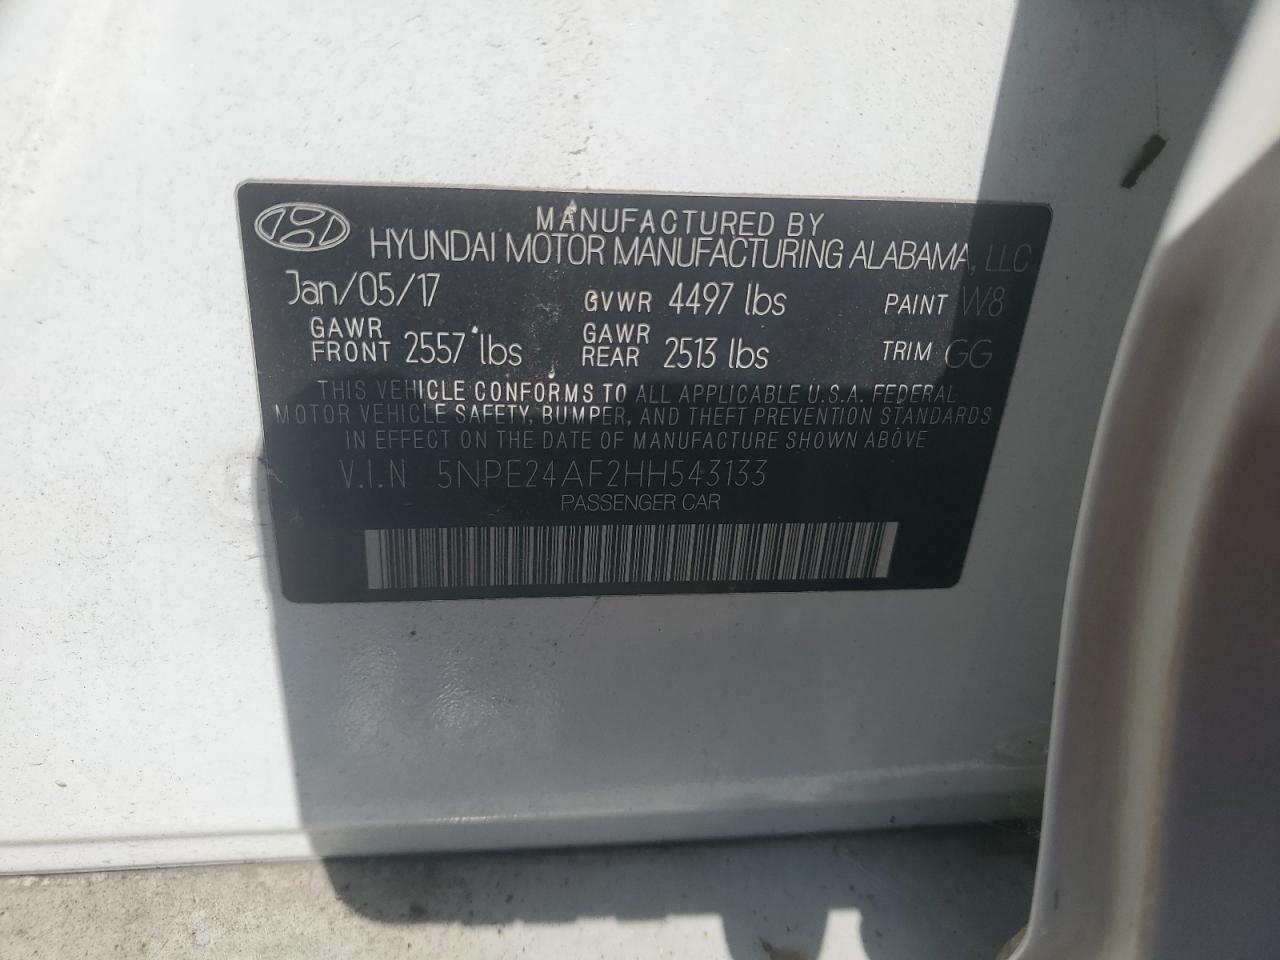 MANUFACTURED BY
HYUNDAI MOTOR MANUFACTURING ALABAMA, LLC
Jan/05/17 GVWR 4497 lbs PAINT W8
GAWR FRONT 2557 lbs GAWR REAR 2513 lbs TRIM GG
THIS VEHICLE CONFORMS TO ALL APPLICABLE U.S.A. FEDERAL
MOTOR VEHICLE SAFETY, BUMPER, AND THEFT PREVENTION STANDARDS
IN EFFECT ON THE DATE OF MANUFACTURE SHOWN ABOVE
V.I.N 5NPE24AF2HH543133
PASSENGER CAR